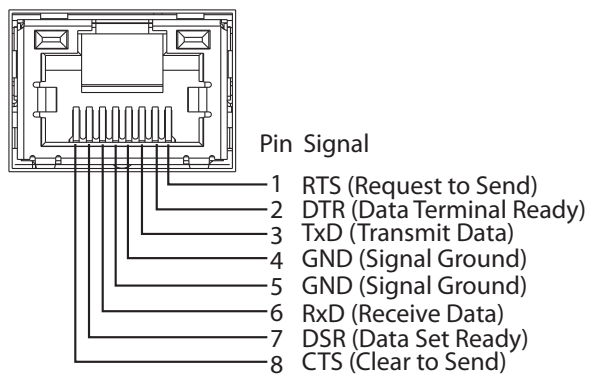 Pin Signal
1 RTS (Request to Send)
2 DTR (Data Terminal Ready)
3 TxD (Transmit Data)
4 GND (Signal Ground)
5 GND (Signal Ground)
6 RxD (Receive Data)
7 DSR (Data Set Ready)
8 CTS (Clear to Send)